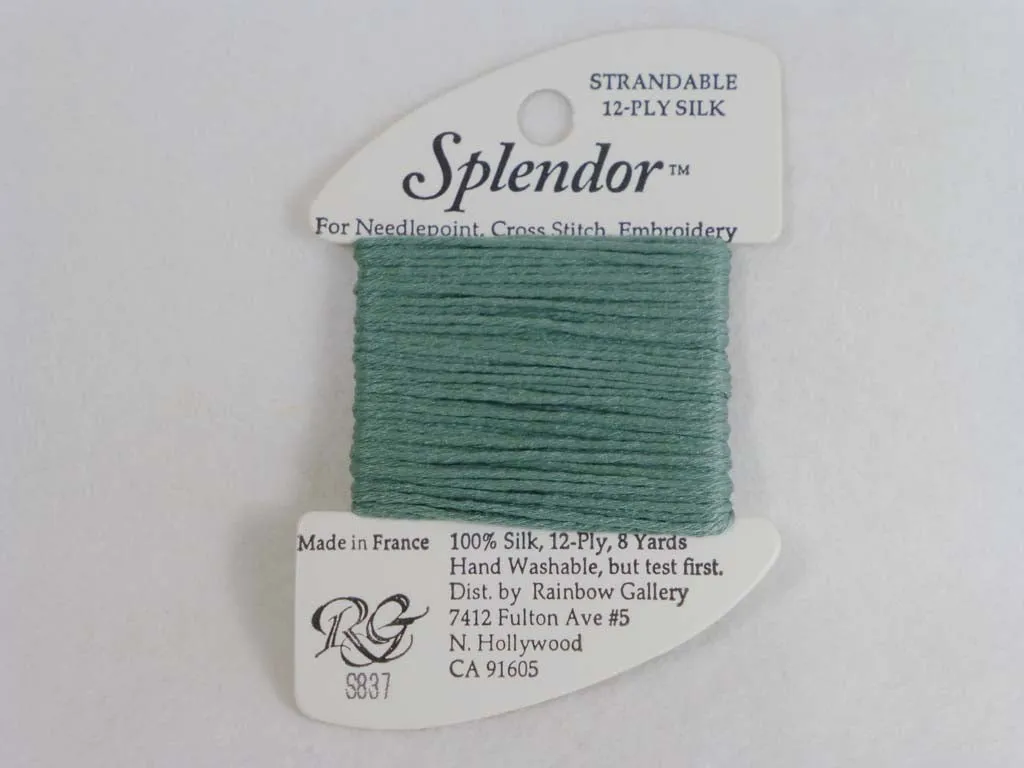 STRANDABLE
12-PLY SILK
Splendor™
For Needlepoint, Cross Stitch, Embroidery
Made in France
100% Silk, 12-Ply, 8 Yards
Hand Washable, but test first.
Dist. by Rainbow Gallery
7412 Fulton Ave #5
N. Hollywood
CA 91605
RG
S837